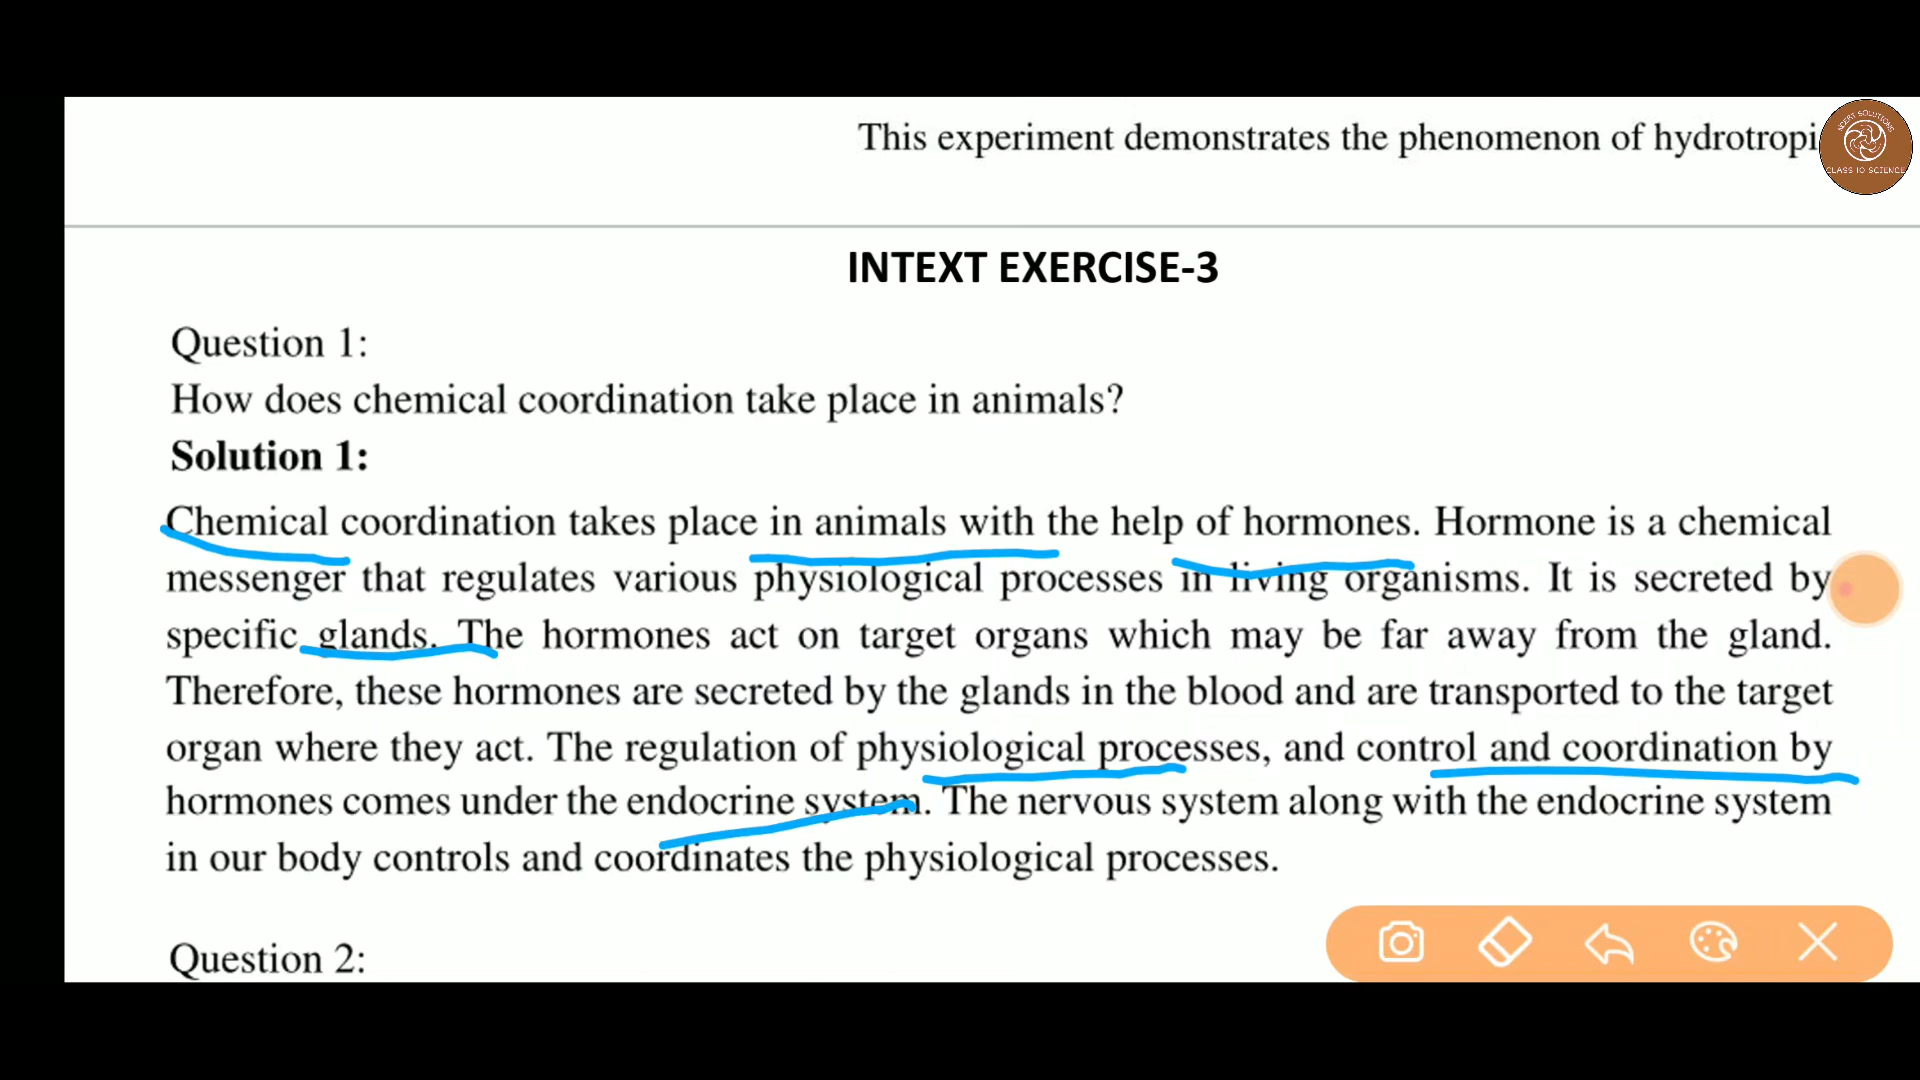 This experiment demonstrates the phenomenon of hydrotropi
NCERT SOLUTIONS
CLASS 10 SCIENCE
INTEXT EXERCISE-3
Question 1:
How does chemical coordination take place in animals?
Solution 1:
Chemical coordination takes place in animals with the help of hormones. Hormone is a chemical
messenger that regulates various physiological processes in living organisms. It is secreted by
specific glands. The hormones act on target organs which may be far away from the gland.
Therefore, these hormones are secreted by the glands in the blood and are transported to the target
organ where they act. The regulation of physiological processes, and control and coordination by
hormones comes under the endocrine system. The nervous system along with the endocrine system
in our body controls and coordinates the physiological processes.
Question 2: